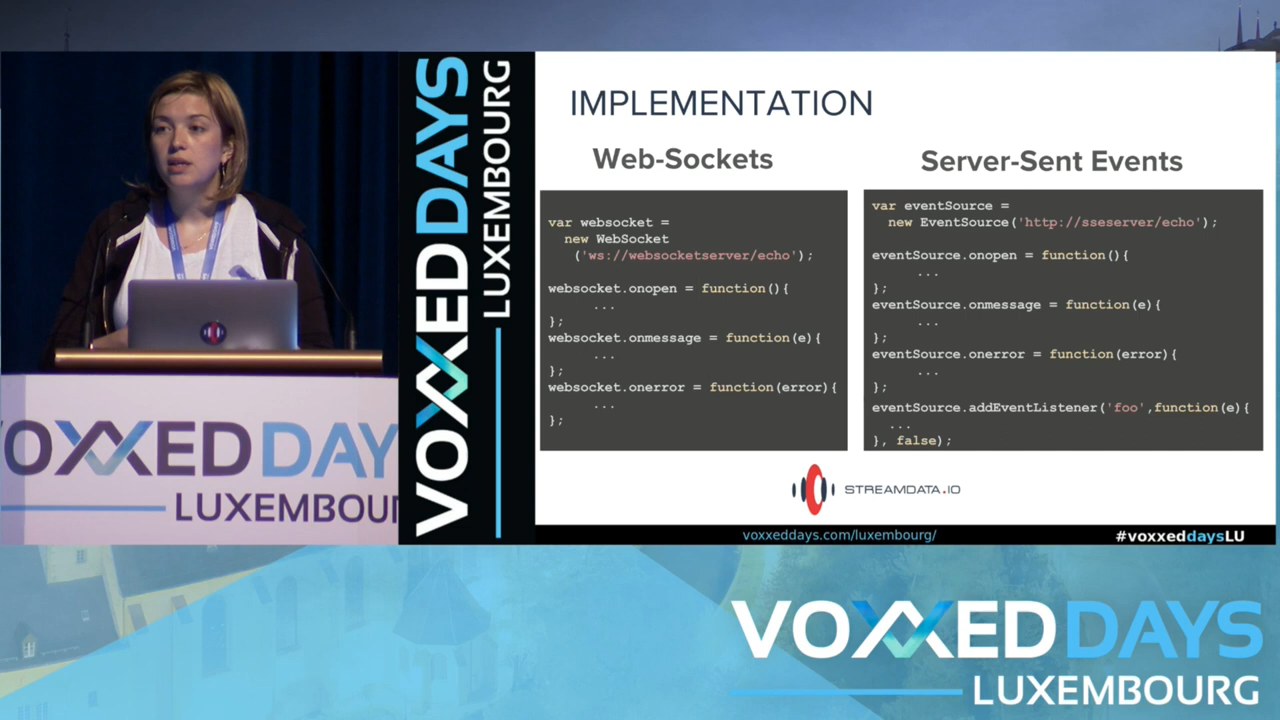 VOXXED DAYS
LUXEMBOURG
IMPLEMENTATION
Web-Sockets
var websocket =
new WebSocket
('ws://websocketserver/echo');
websocket.onopen = function(){
...
};
websocket.onmessage = function(e){
...
};
websocket.onerror = function(error){
...
};
Server-Sent Events
var eventSource =
new EventSource('http://sseserver/echo');
eventSource.onopen = function(){
...
};
eventSource.onmessage = function(e){
...
};
eventSource.onerror = function(error){
...
};
eventSource.addEventListener('foo',function(e){
...
}, false);
STREAMDATA.IO
voxxeddays.com/luxembourg/
#voxxeddaysLU
OXXED DAY
LUXEMBOUR
VOXXED DAYS
LUXEMBOURG